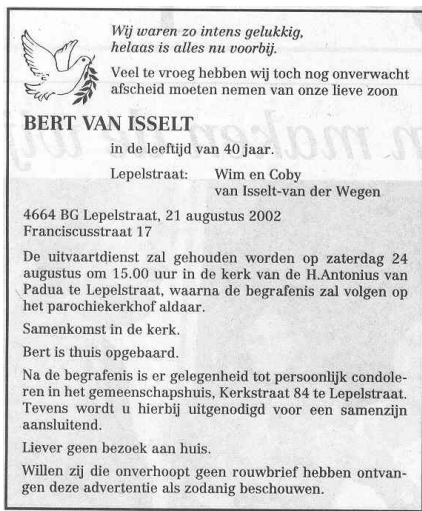 Wij waren zo intens gelukkig,
helaas is alles nu voorbij.
Veel te vroeg hebben wij toch nog onverwacht
afscheid moeten nemen van onze lieve zoon
BERT VAN ISSELT
in de leeftijd van 40 jaar.
Lepelstraat: Wim en Coby
van Isselt-van der Wegen
4664 BG Lepelstraat, 21 augustus 2002
Franciscusstraat 17
De uitvaartdienst zal gehouden worden op zaterdag 24
augustus om 15.00 uur in de kerk van de H.Antonius van
Padua te Lepelstraat, waarna de begrafenis zal volgen op
het parochiekerkhof aldaar.
Samenkomst in de kerk.
Bert is thuis opgebaard.
Na de begrafenis is er gelegenheid tot persoonlijk condole-
ren in het gemeenschapshuis, Kerkstraat 84 te Lepelstraat.
Tevens wordt u hierbij uitgenodigd voor een samenzijn
aansluitend.
Liever geen bezoek aan huis.
Willen zij die onverhoopt geen rouwbrief hebben ontvan-
gen deze advertentie als zodanig beschouwen.